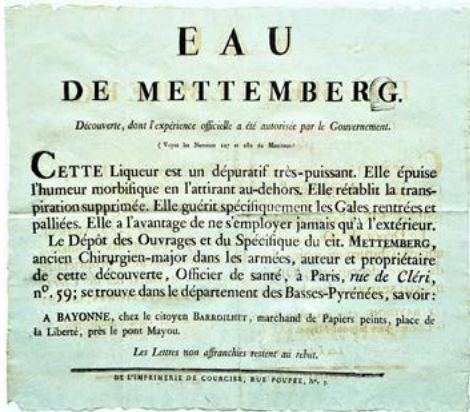 EAU
DE METTEMBERG.
Découverte, dont l'expérience officielle a été autorisée par le Gouvernement.
(Voyez les Numéros 227 et 280 du Moniteur)
CETTE Liqueur est un dépuratif très-puissant. Elle épuise
l'humeur morbifique en l'attirant au-dehors. Elle rétablit la trans-
piration supprimée. Elle guérit spécifiquement les Gales rentrées et
palliées. Elle a l'avantage de ne s'employer jamais qu'à l'extérieur.
Le Dépôt des Ouvrages et du Spécifique du cit. METTEMBERG,
ancien Chirurgien-major dans les armées, auteur et propriétaire
de cette découverte, Officier de santé, à Paris, rue de Cléri,
nº. 59; se trouve dans le département des Basses-Pyrénées, savoir :
A BAYONNE, chez le citoyen BARROILHET, marchand de Papiers peints, place de
la Liberté, près le pont Mayou.
Les Lettres non affranchies restent au rebut.
DE L'IMPRIMERIE DE COURCIER, RUE POUPÉE, Nº.